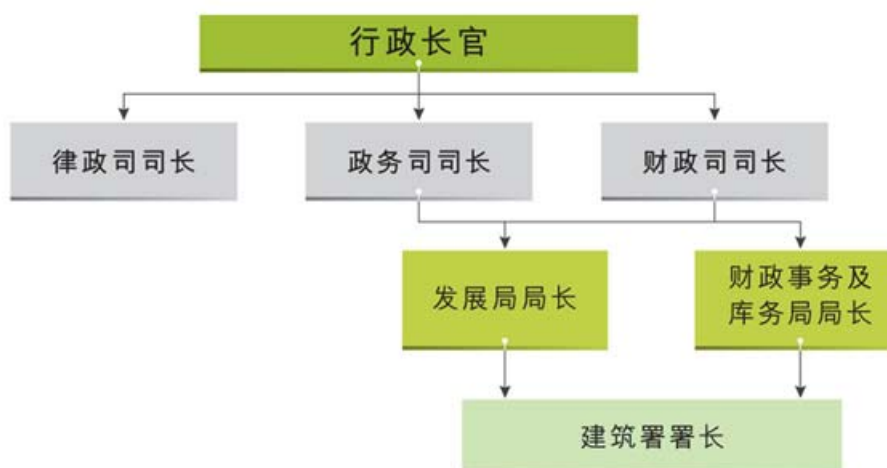 行政长官
律政司司长
政务司司长
财政司司长
发展局局长
财政事务及
库务局局长
建筑署署长